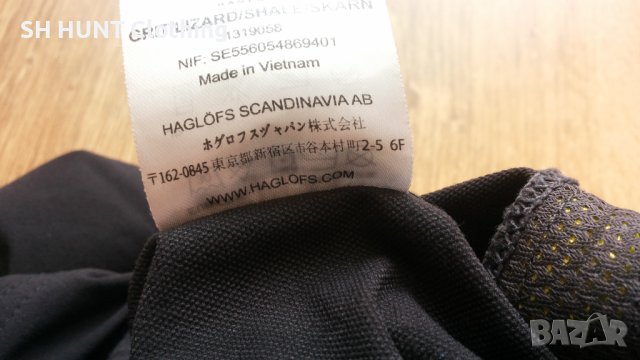 SH HUNT Clothing
LIZARD/SHALE/SKARN
1319058
NIF: SE556054869401
Made in Vietnam
HAGLÖFS SCANDINAVIA AB
ホグロフスジャパン株式会社
〒162-0845 東京都新宿区市谷本村町2-5 6F
WWW.HAGLOFS.COM
BAZAR